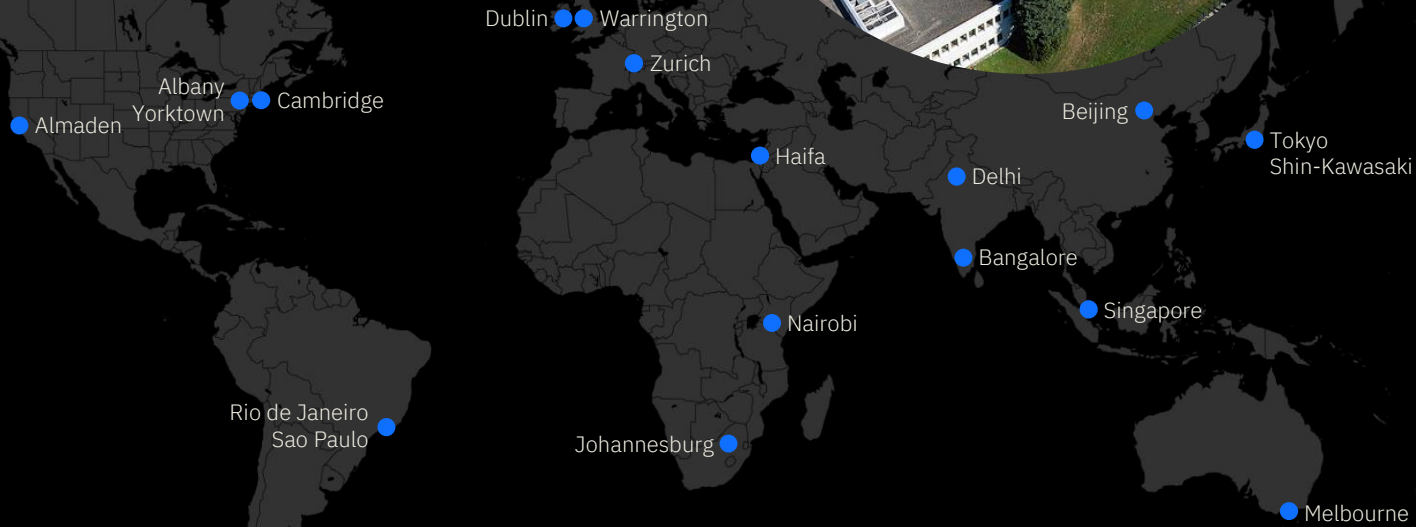 Dublin
Warrington
Zurich
Albany
Yorktown
Cambridge
Almaden
Beijing
Tokyo
Shin-Kawasaki
Haifa
Delhi
Bangalore
Singapore
Nairobi
Rio de Janeiro
Sao Paulo
Johannesburg
Melbourne